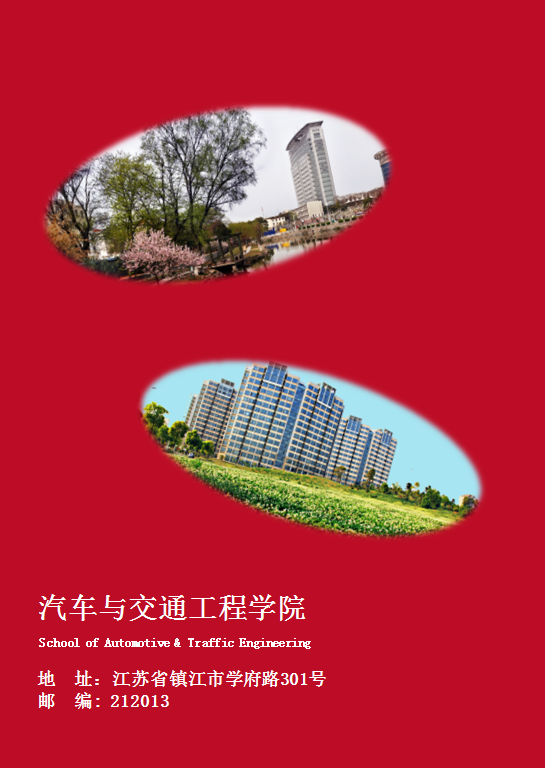 汽车与交通工程学院
School of Automotive & Traffic Engineering
地　址：江苏省镇江市学府路301号
邮　编: 212013